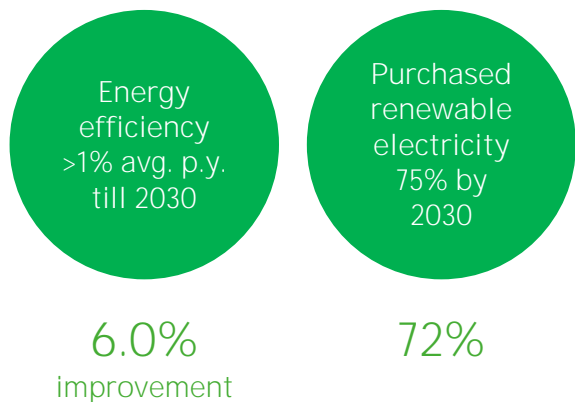 Energy
efficiency
>1% avg. p.y.
till 2030
Purchased
renewable
electricity
75% by
2030
6.0%
improvement
72%